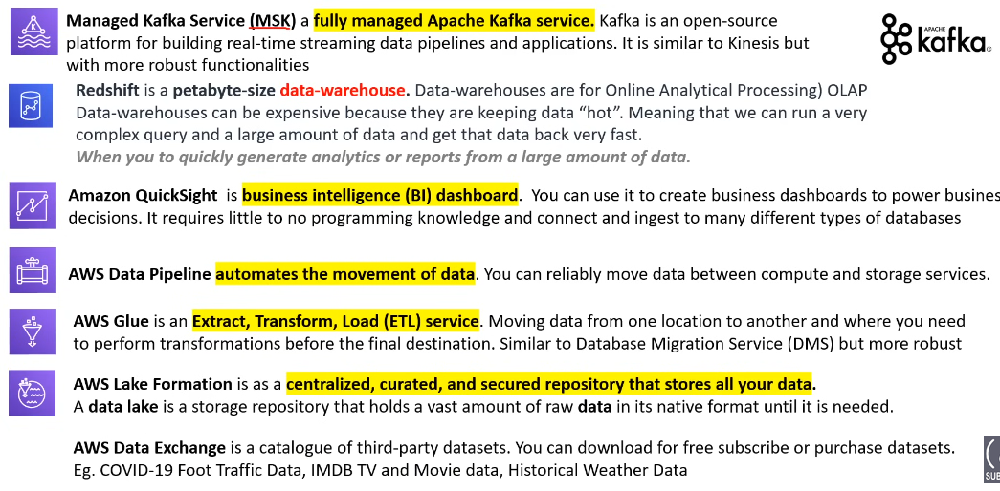 Managed Kafka Service (MSK) a fully managed Apache Kafka service. Kafka is an open-source
platform for building real-time streaming data pipelines and applications. It is similar to Kinesis but
with more robust functionalities
APACHE
kafka®
Redshift is a petabyte-size data-warehouse. Data-warehouses are for Online Analytical Processing) OLAP
Data-warehouses can be expensive because they are keeping data “hot”. Meaning that we can run a very
complex query and a large amount of data and get that data back very fast.
When you to quickly generate analytics or reports from a large amount of data.
Amazon QuickSight is business intelligence (BI) dashboard. You can use it to create business dashboards to power busines
decisions. It requires little to no programming knowledge and connect and ingest to many different types of databases
AWS Data Pipeline automates the movement of data. You can reliably move data between compute and storage services.
AWS Glue is an Extract, Transform, Load (ETL) service. Moving data from one location to another and where you need
to perform transformations before the final destination. Similar to Database Migration Service (DMS) but more robust
AWS Lake Formation is as a centralized, curated, and secured repository that stores all your data.
A data lake is a storage repository that holds a vast amount of raw data in its native format until it is needed.
AWS Data Exchange is a catalogue of third-party datasets. You can download for free subscribe or purchase datasets.
Eg. COVID-19 Foot Traffic Data, IMDB TV and Movie data, Historical Weather Data
SUB